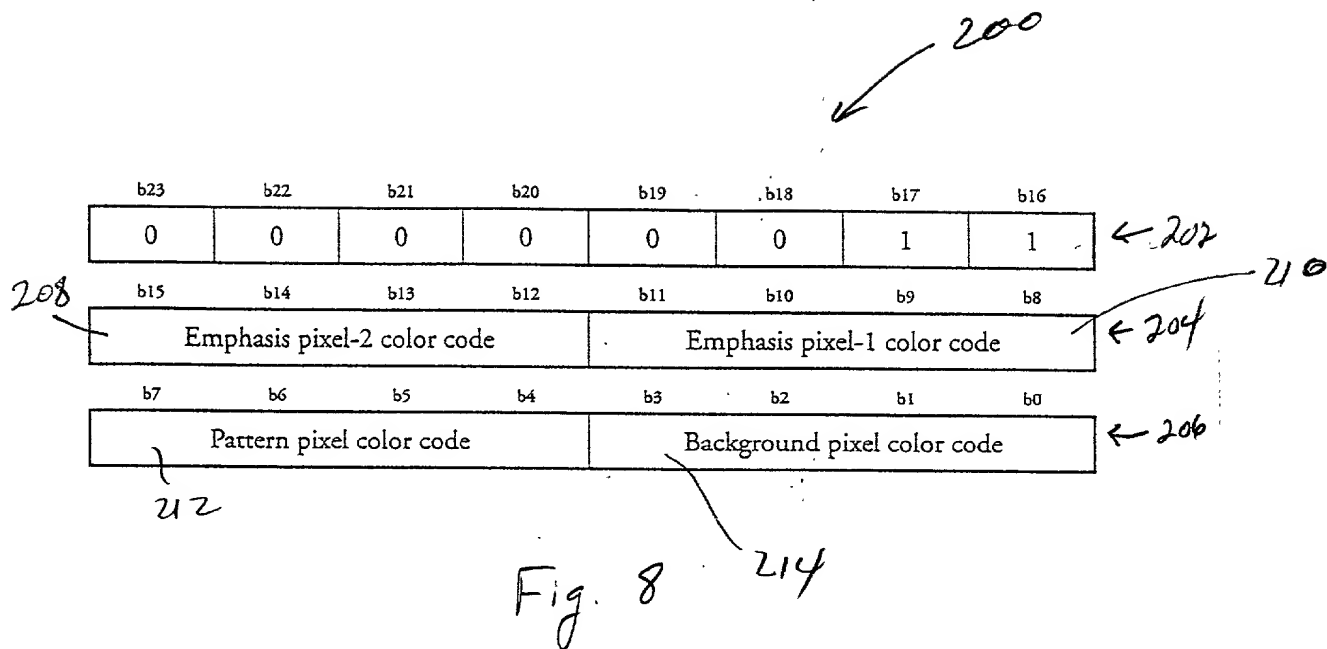 200
b23 b22 b21 b20 b19 b18 b17 b16
0 0 0 0 0 0 1 1 202
208 b15 b14 b13 b12 b11 b10 b9 b8 210
Emphasis pixel-2 color code Emphasis pixel-1 color code 204
b7 b6 b5 b4 b3 b2 b1 b0
Pattern pixel color code Background pixel color code 206
212
214
Fig. 8